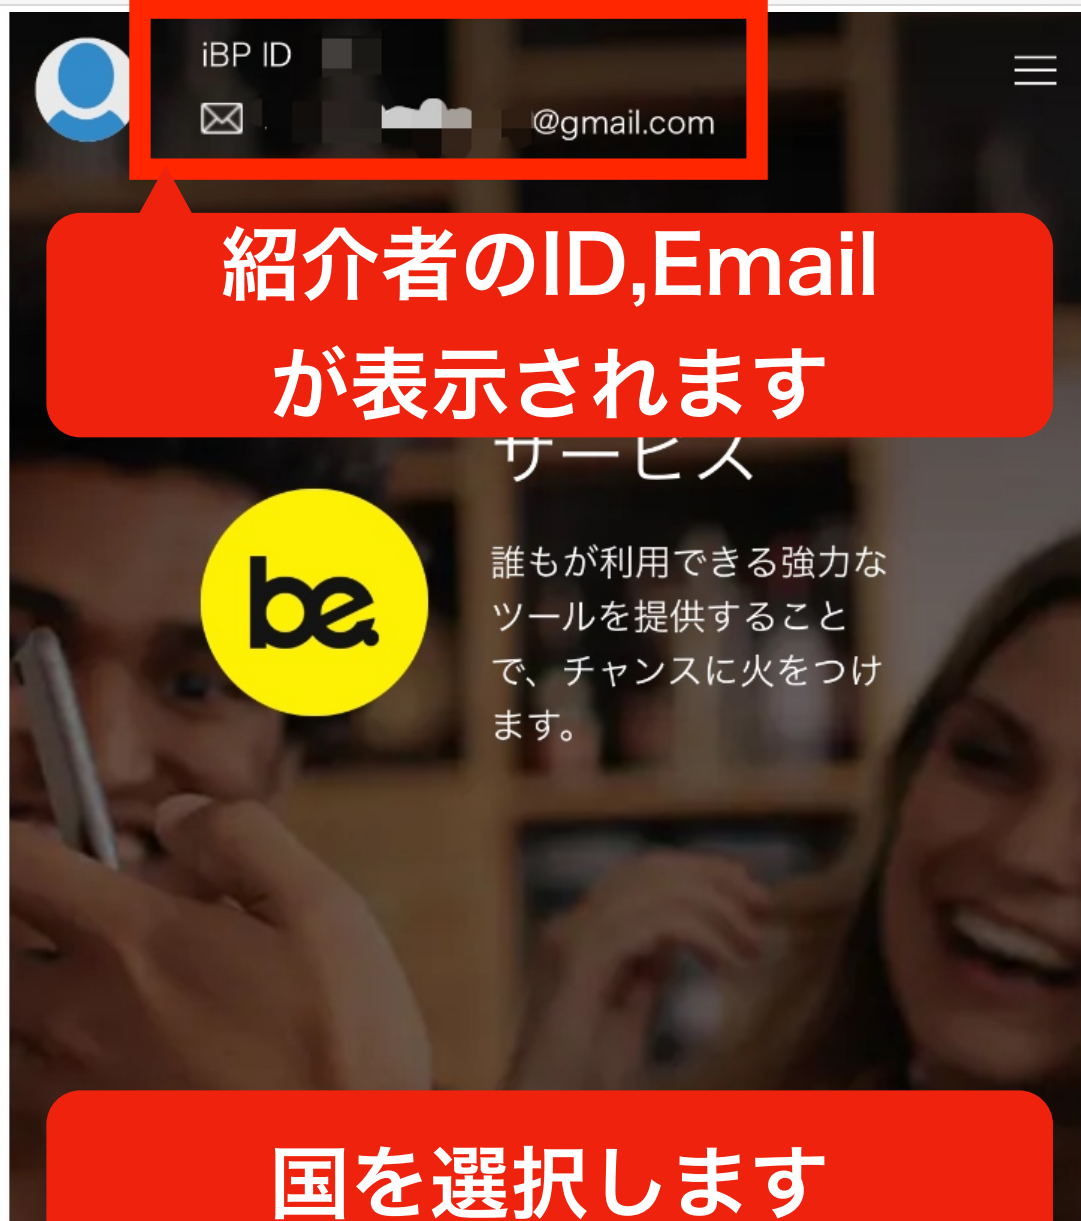 iBP ID
@gmail.com
紹介者のID,Email
が表示されます
サービス
be
誰もが利用できる強力な
ツールを提供すること
で、チャンスに火をつけ
ます。
国を選択します